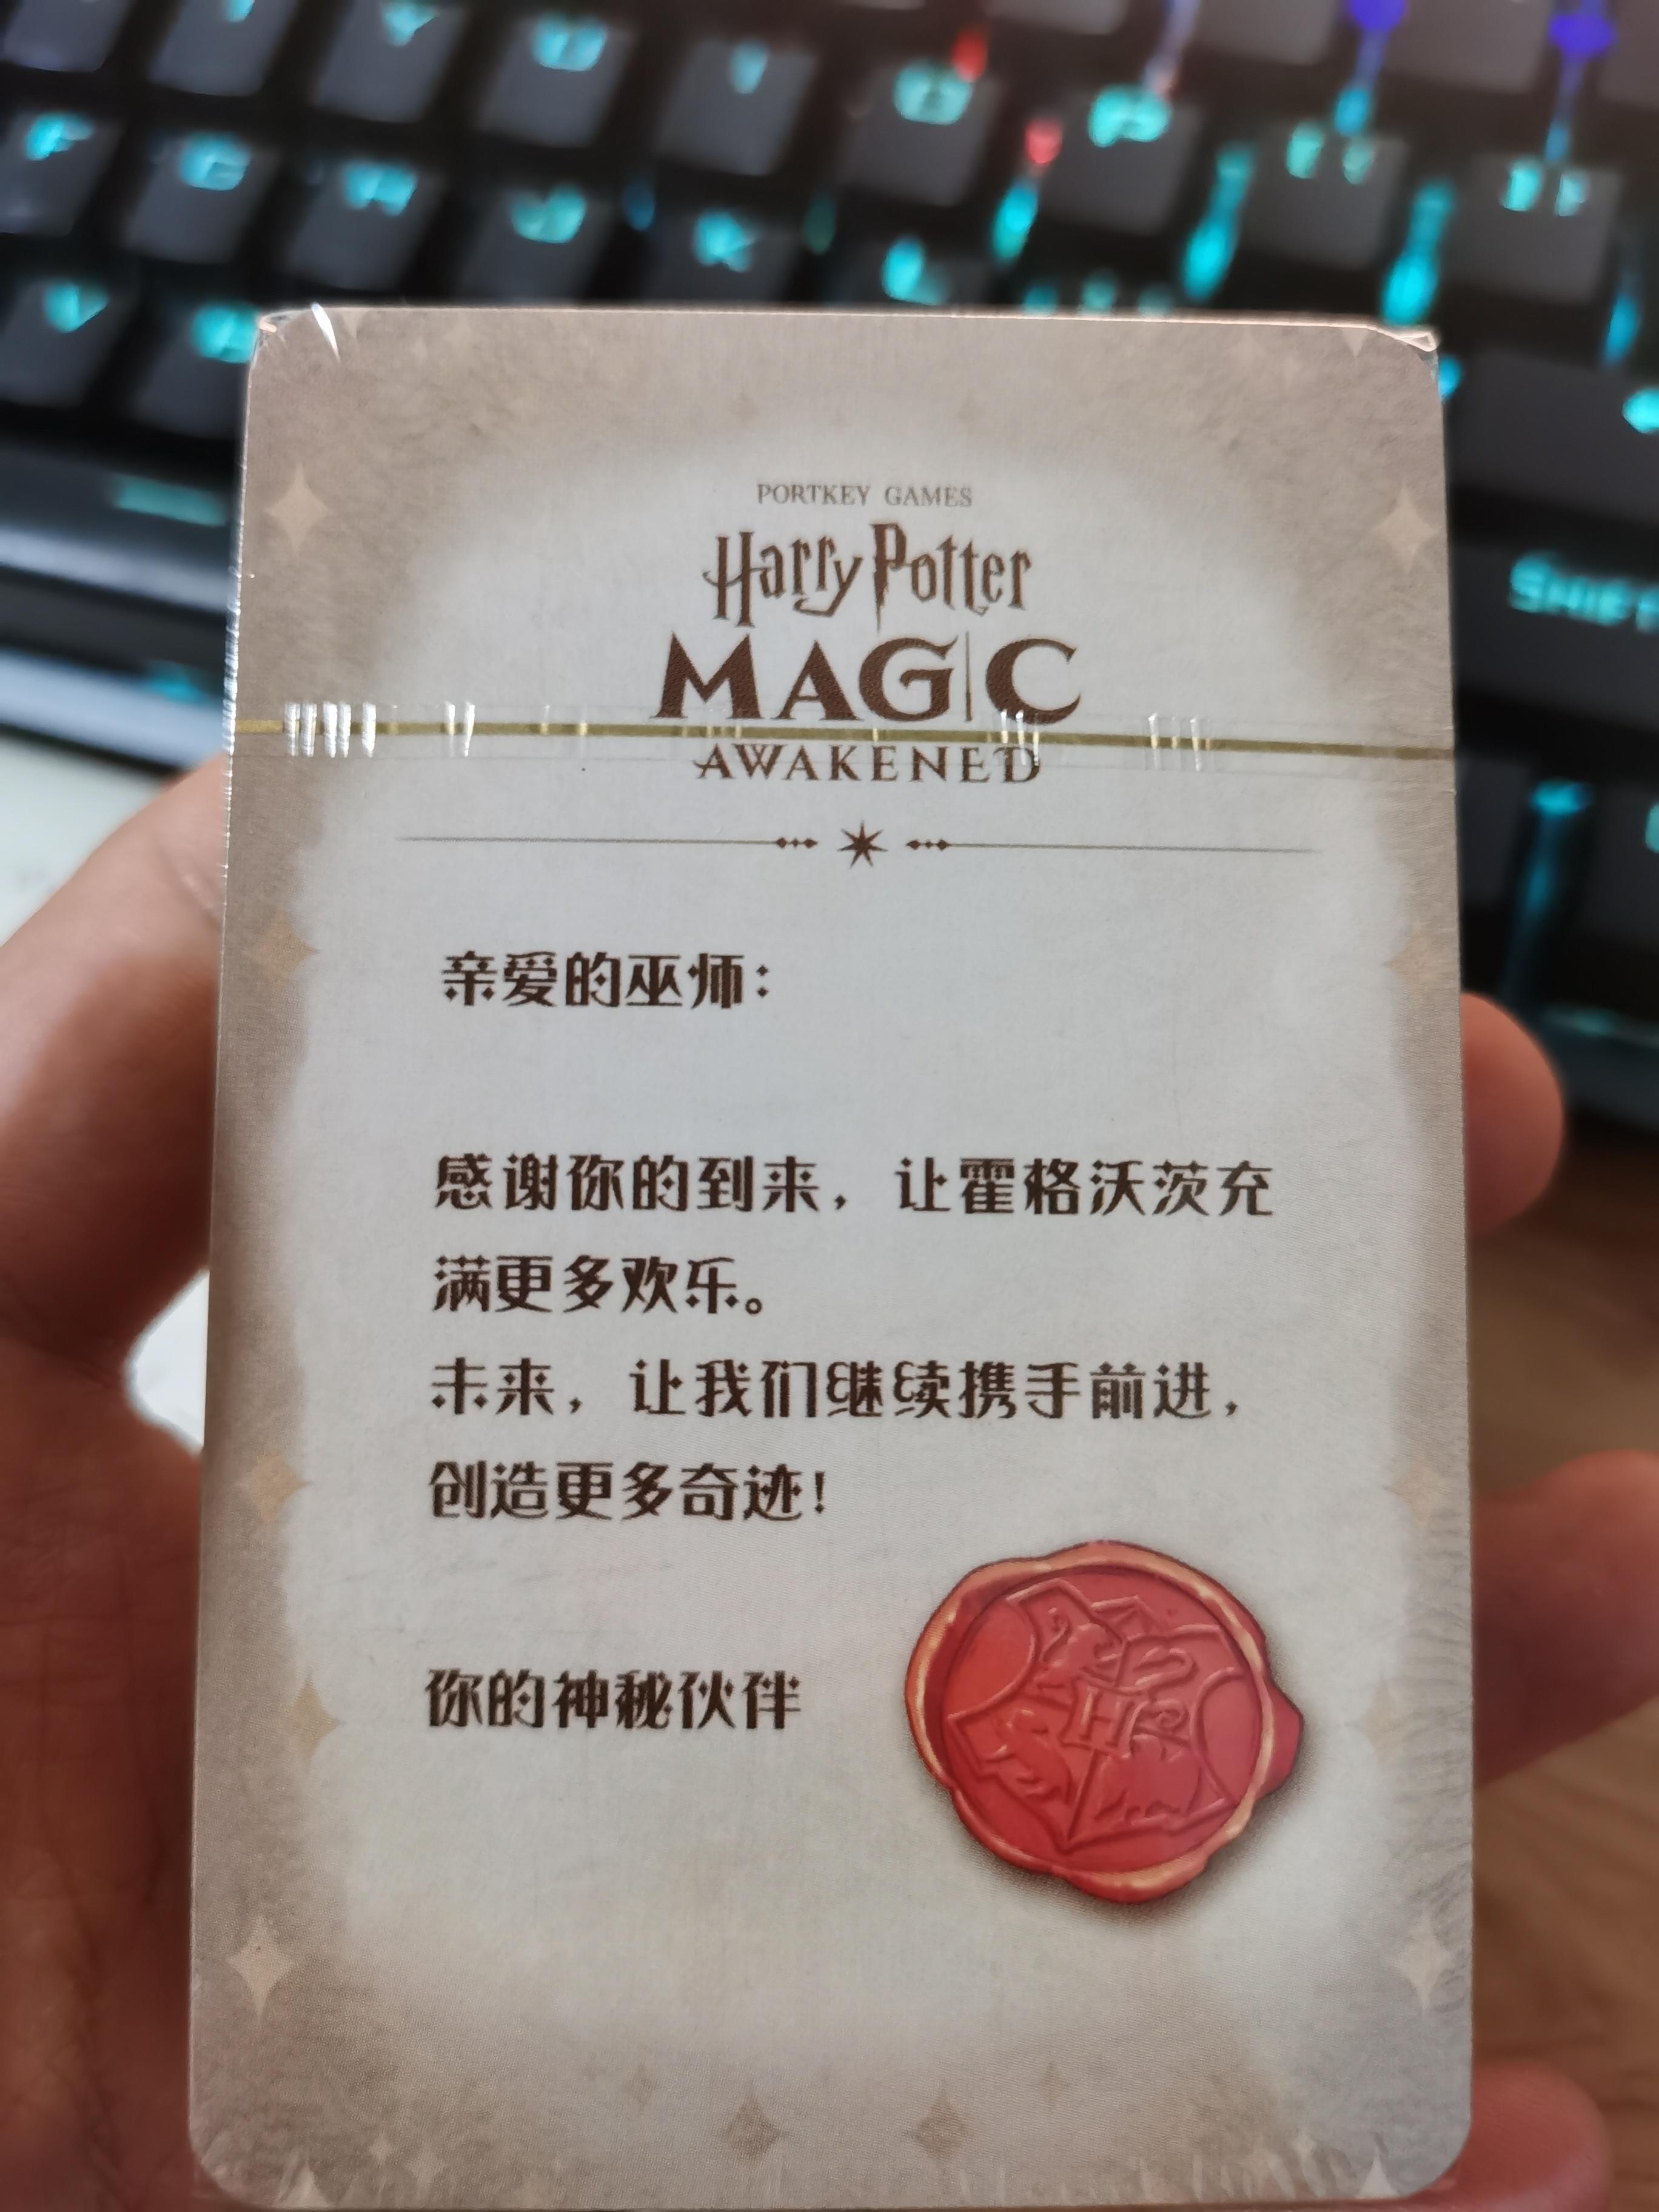 PORTKEY GAMES
Harry Potter
MAGIC
AWAKENED
亲爱的巫师：
感谢你的到来，让霍格沃茨充
满更多欢乐。
未来，让我们继续携手前进，
创造更多奇迹！
你的神秘伙伴
H
SHIFT